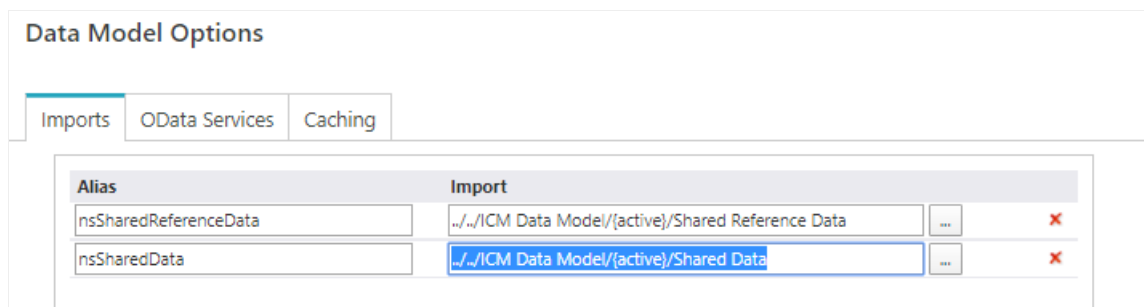 Data Model Options
Imports OData Services Caching
Alias Import
nsSharedReferenceData ../../ICM Data Model/{active}/Shared Reference Data ...
nsSharedData ../../ICM Data Model/{active}/Shared Data ...